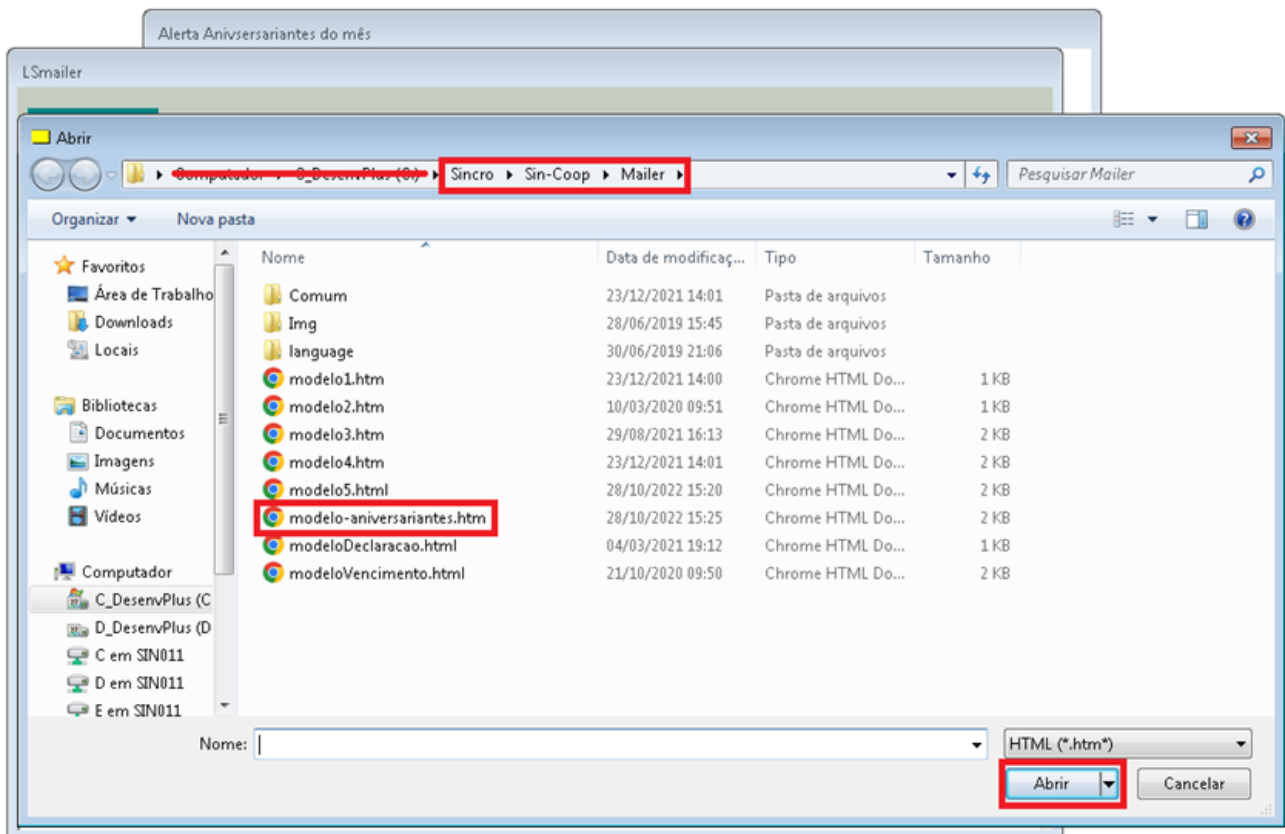 Alerta Anivsersariantes do mês
LSmailer
Abrir
Computador C_DesenvPlus (C:) Sincro Sin-Coop Mailer
Pesquisar Mailer
Organizar Nova pasta
Nome Data de modificaç... Tipo Tamanho
Favoritos
Área de Trabalho
Downloads
Locais
Bibliotecas
Documentos
Imagens
Músicas
Vídeos
Computador
C_DesenvPlus (C
D_DesenvPlus (D
C em SIN011
D em SIN011
E em SIN011
Comum 23/12/2021 14:01 Pasta de arquivos
Img 28/06/2019 15:45 Pasta de arquivos
language 30/06/2019 21:06 Pasta de arquivos
modelo1.htm 23/12/2021 14:00 Chrome HTML Do... 1 KB
modelo2.htm 10/03/2020 09:51 Chrome HTML Do... 1 KB
modelo3.htm 29/08/2021 16:13 Chrome HTML Do... 2 KB
modelo4.htm 23/12/2021 14:01 Chrome HTML Do... 2 KB
modelo5.html 28/10/2022 15:20 Chrome HTML Do... 2 KB
modelo-aniversariantes.htm 28/10/2022 15:25 Chrome HTML Do... 2 KB
modeloDeclaracao.html 04/03/2021 19:12 Chrome HTML Do... 1 KB
modeloVencimento.html 21/10/2020 09:50 Chrome HTML Do... 2 KB
Nome:
HTML (*.htm*)
Abrir Cancelar